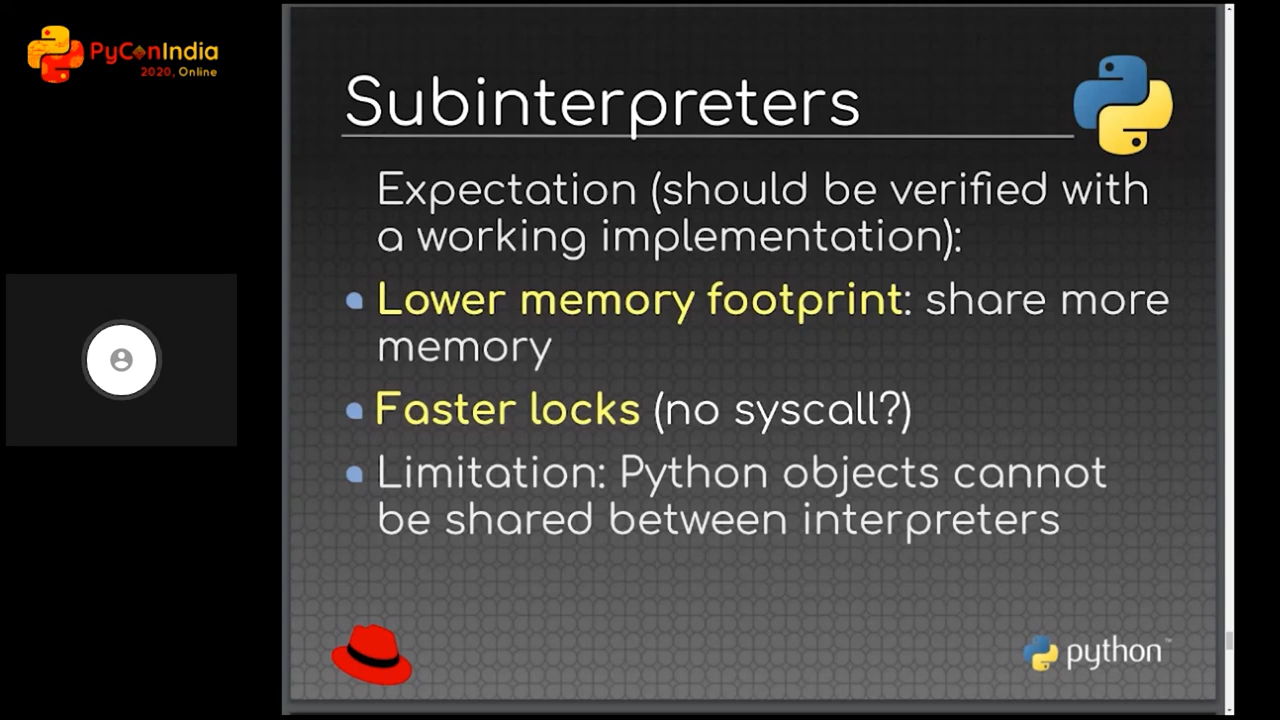 PyConIndia
2020, Online
Subinterpreters
Expectation (should be verified with
a working implementation):
Lower memory footprint: share more
memory
Faster locks (no syscall?)
Limitation: Python objects cannot
be shared between interpreters
python™